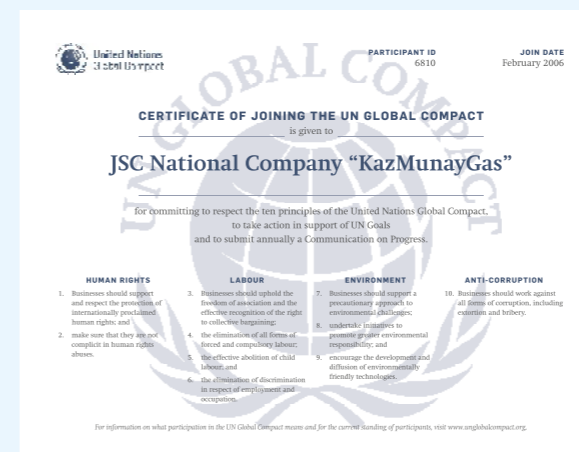 United Nations
Global Compact
PARTICIPANT ID
6810
JOIN DATE
February 2006
UN GLOBAL COMPACT
CERTIFICATE OF JOINING THE UN GLOBAL COMPACT
is given to
JSC National Company “KazMunayGas”
for committing to respect the ten principles of the United Nations Global Compact,
to take action in support of UN Goals
and to submit annually a Communication on Progress.
HUMAN RIGHTS
1. Businesses should support
and respect the protection of
internationally proclaimed
human rights; and
2. make sure that they are not
complicit in human rights
abuses.
LABOUR
3. Businesses should uphold the
freedom of association and the
effective recognition of the right
to collective bargaining;
4. the elimination of all forms of
forced and compulsory labour;
5. the effective abolition of child
labour; and
6. the elimination of discrimination
in respect of employment and
occupation.
ENVIRONMENT
7. Businesses should support a
precautionary approach to
environmental challenges;
8. undertake initiatives to
promote greater environmental
responsibility; and
9. encourage the development and
diffusion of environmentally
friendly technologies.
ANTI-CORRUPTION
10. Businesses should work against
all forms of corruption, including
extortion and bribery.
For information on what participation in the UN Global Compact means and for the current standing of participants, visit www.unglobalcompact.org.